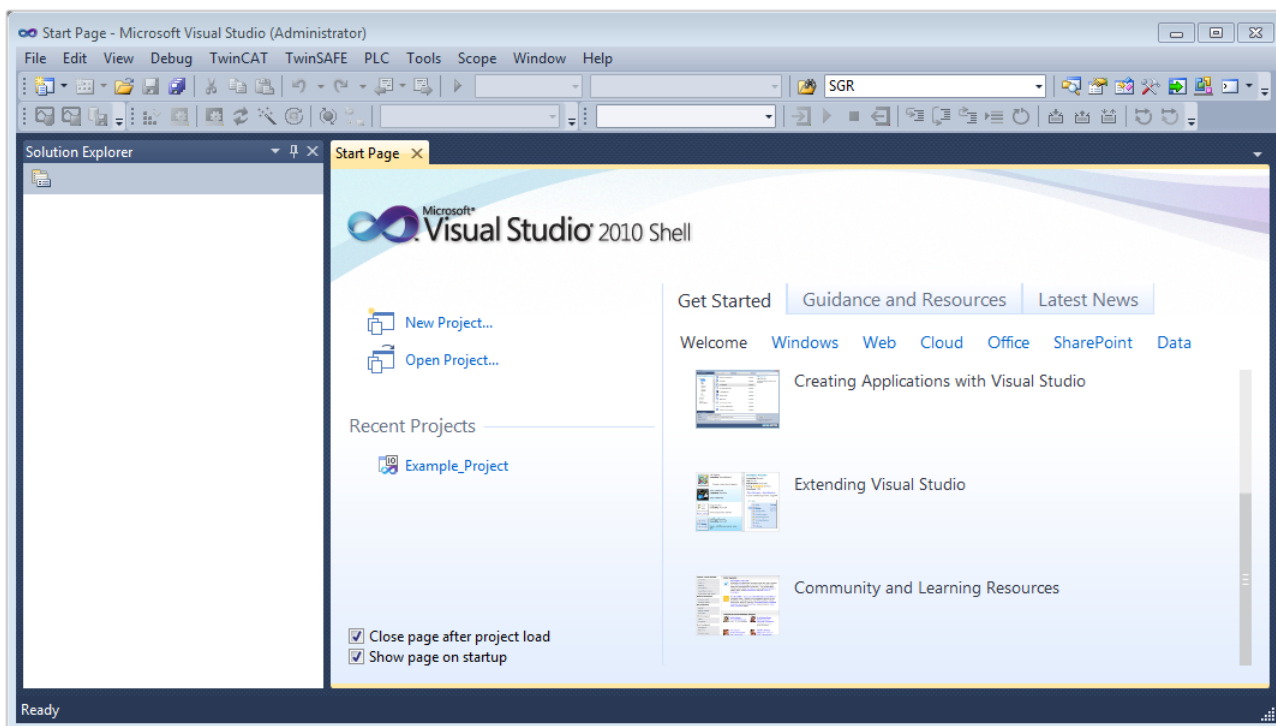 Start Page - Microsoft Visual Studio (Administrator)
File Edit View Debug TwinCAT TwinSAFE PLC Tools Scope Window Help
SGR
Solution Explorer
Start Page
Microsoft
Visual Studio 2010 Shell
New Project...
Open Project...
Recent Projects
Example_Project
Close page after project load
Show page on startup
Get Started Guidance and Resources Latest News
Welcome Windows Web Cloud Office SharePoint Data
Creating Applications with Visual Studio
Extending Visual Studio
Community and Learning Resources
Ready